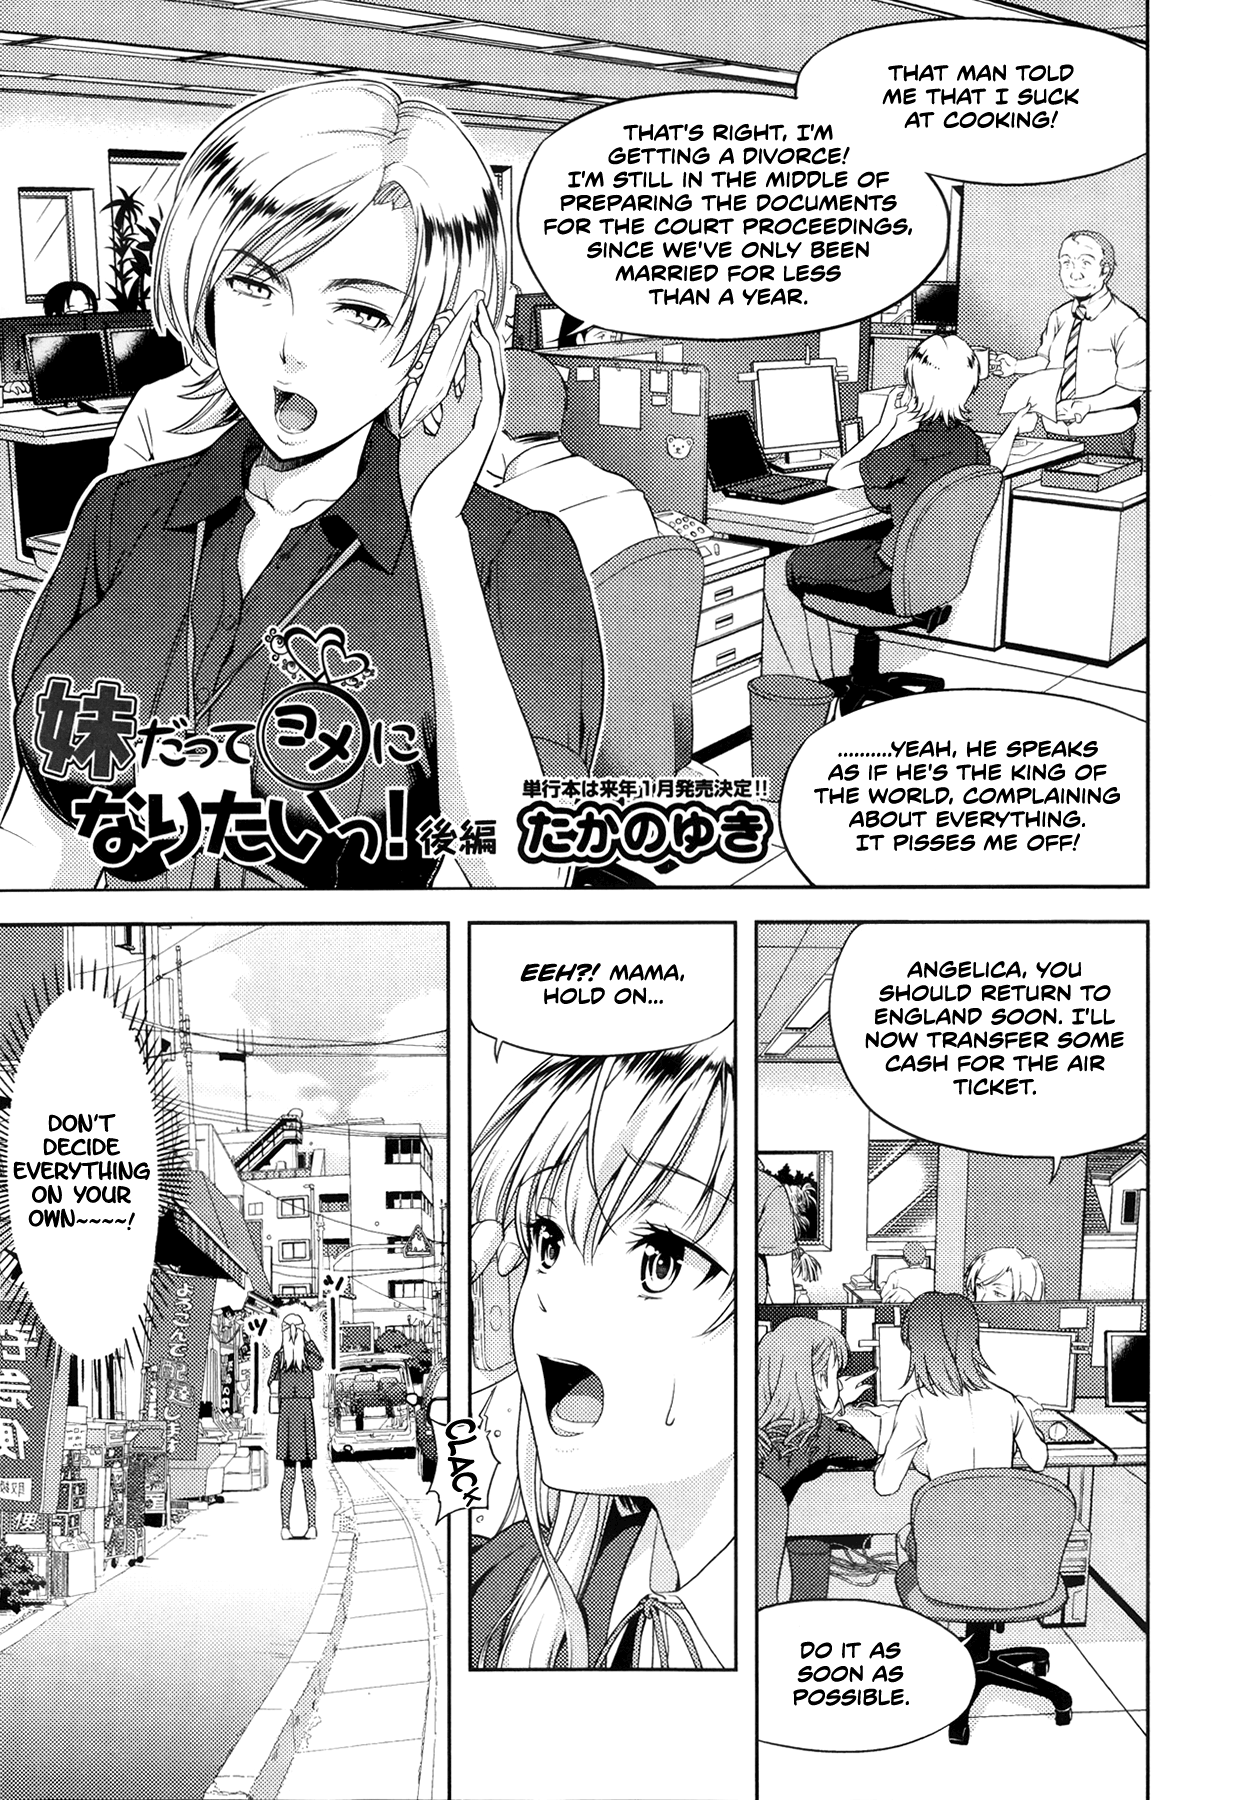 THAT MAN TOLD
ME THAT I SUCK
AT COOKING!
THAT'S RIGHT, I'M
GETTING A DIVORCE!
I'M STILL IN THE MIDDLE OF
PREPARING THE DOCUMENTS
FOR THE COURT PROCEEDINGS,
SINCE WE'VE ONLY BEEN
MARRIED FOR LESS
THAN A YEAR.
..........YEAH, HE SPEAKS
AS IF HE'S THE KING OF
THE WORLD, COMPLAINING
ABOUT EVERYTHING.
IT PISSES ME OFF!
妹だってヨメに
なりたいっ!後編
単行本は来年1月発売決定!!
たかのゆき
ANGELICA, YOU
SHOULD RETURN TO
ENGLAND SOON. I'LL
NOW TRANSFER SOME
CASH FOR THE AIR
TICKET.
DO IT AS
SOON AS
POSSIBLE.
EEH?! MAMA,
HOLD ON...
CLACK
DON'T
DECIDE
EVERYTHING
ON YOUR
OWN~~~~!
ようこそ